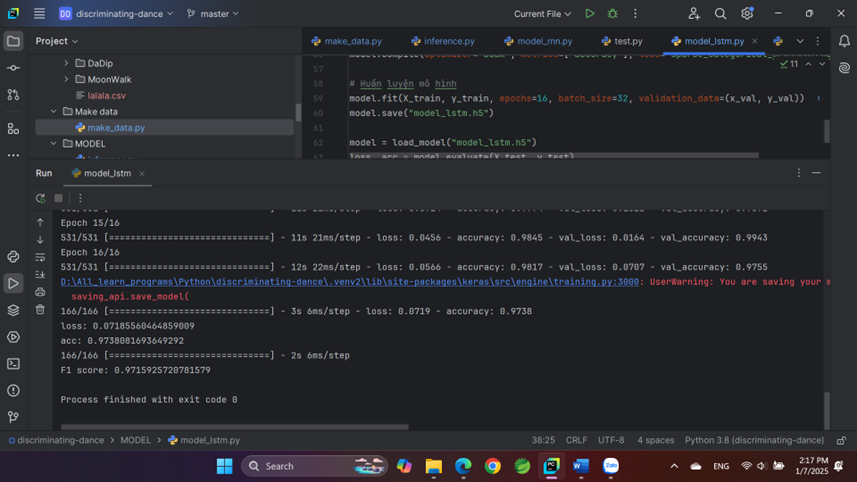 DD discriminating-dance master Current File
Project
make_data.py inference.py model_rnn.py test.py model_lstm.py
DaDip
MoonWalk
lalala.csv
Make data
make_data.py
MODEL
11
57
58 # Huấn luyện mô hình
59 model.fit(X_train, y_train, epochs=16, batch_size=32, validation_data=(x_val, y_val))
60 model.save("model_lstm.h5")
61
62 model = load_model("model_lstm.h5")
loss, acc = model.evaluate(X_test, y_test)
Run model_lstm
Epoch 15/16
531/531 [==============================] - 11s 21ms/step - loss: 0.0456 - accuracy: 0.9845 - val_loss: 0.0164 - val_accuracy: 0.9943
Epoch 16/16
531/531 [==============================] - 12s 22ms/step - loss: 0.0566 - accuracy: 0.9817 - val_loss: 0.0707 - val_accuracy: 0.9755
D:\All_learn_programs\Python\discriminating-dance\.venv2\lib\site-packages\keras\src\engine\training.py:3000: UserWarning: You are saving your
saving_api.save_model(
166/166 [==============================] - 3s 6ms/step - loss: 0.0719 - accuracy: 0.9738
loss: 0.07185560464859009
acc: 0.9738081693649292
166/166 [==============================] - 2s 6ms/step
F1 score: 0.9715925720781579
Process finished with exit code 0
discriminating-dance > MODEL > model_lstm.py 38:25 CRLF UTF-8 4 spaces Python 3.8 (discriminating-dance)
Search ENG 2:17 PM
1/7/2025